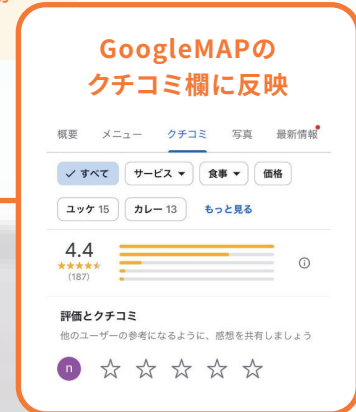 GoogleMAPの
クチコミ欄に反映
概要 メニュー クチコミ 写真 最新情報
✓ すべて サービス ▼ 食事 ▼ 価格
ユッケ 15 カレー 13 もっと見る
4.4
★★★★★
(187)
評価とクチコミ
他のユーザーの参考になるように、感想を共有しましょう
n ☆ ☆ ☆ ☆ ☆